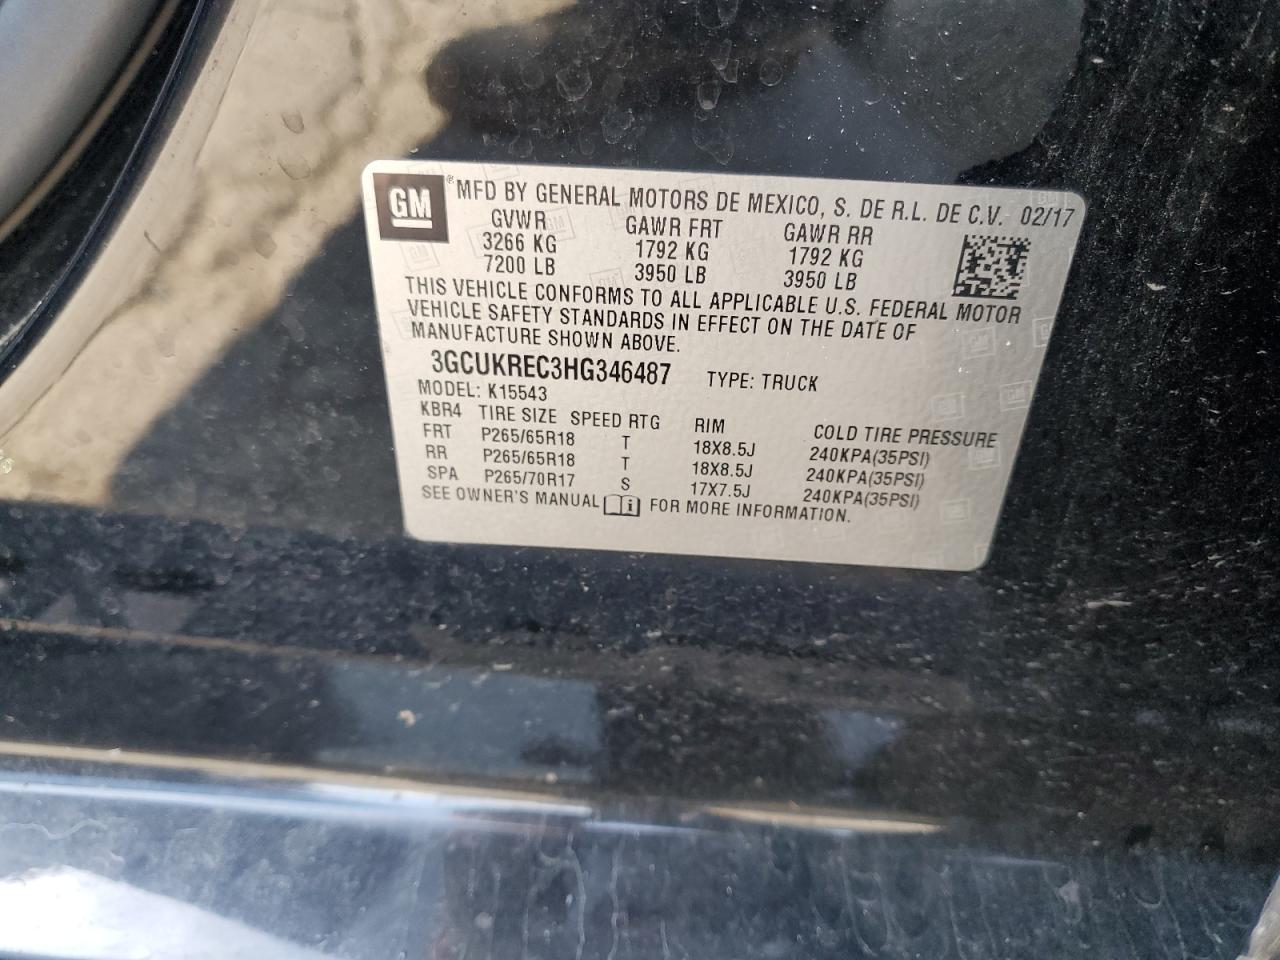 GM ® MFD BY GENERAL MOTORS DE MEXICO, S. DE R.L. DE C.V. 02/17
GVWR GAWR FRT GAWR RR
3266 KG 1792 KG 1792 KG
7200 LB 3950 LB 3950 LB
THIS VEHICLE CONFORMS TO ALL APPLICABLE U.S. FEDERAL MOTOR
VEHICLE SAFETY STANDARDS IN EFFECT ON THE DATE OF
MANUFACTURE SHOWN ABOVE.
3GCUKREC3HG346487 TYPE: TRUCK
MODEL: K15543
KBR4 TIRE SIZE SPEED RTG RIM COLD TIRE PRESSURE
FRT P265/65R18 T 18X8.5J 240KPA(35PSI)
RR P265/65R18 T 18X8.5J 240KPA(35PSI)
SPA P265/70R17 S 17X7.5J 240KPA(35PSI)
SEE OWNER'S MANUAL i FOR MORE INFORMATION.